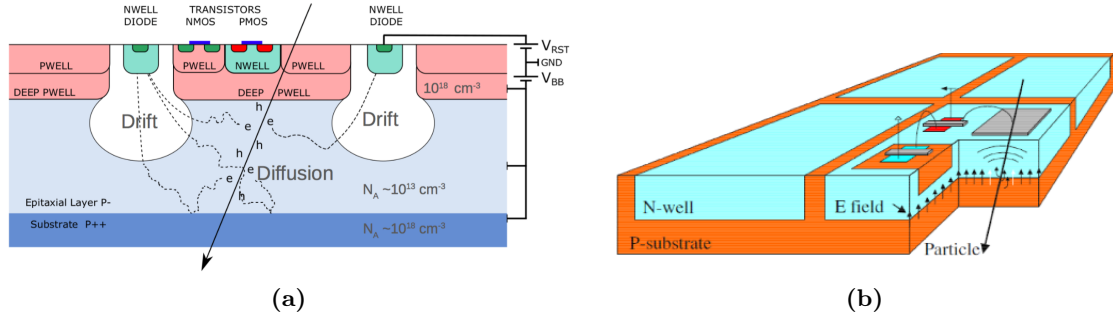 NWELL
DIODE
TRANSISTORS
NMOS PMOS
NWELL
DIODE
V_RST
GND
V_BB
PWELL
PWELL
NWELL
PWELL
PWELL
DEEP PWELL
DEEP PWELL
10^18 cm^-3
h
e
e
h
h
e
e
h
Drift
Drift
Diffusion
N_A ~10^13 cm^-3
Epitaxial Layer P-
Substrate P++
N_A ~10^18 cm^-3
(a)
N-well
E field
P-substrate
Particle
(b)